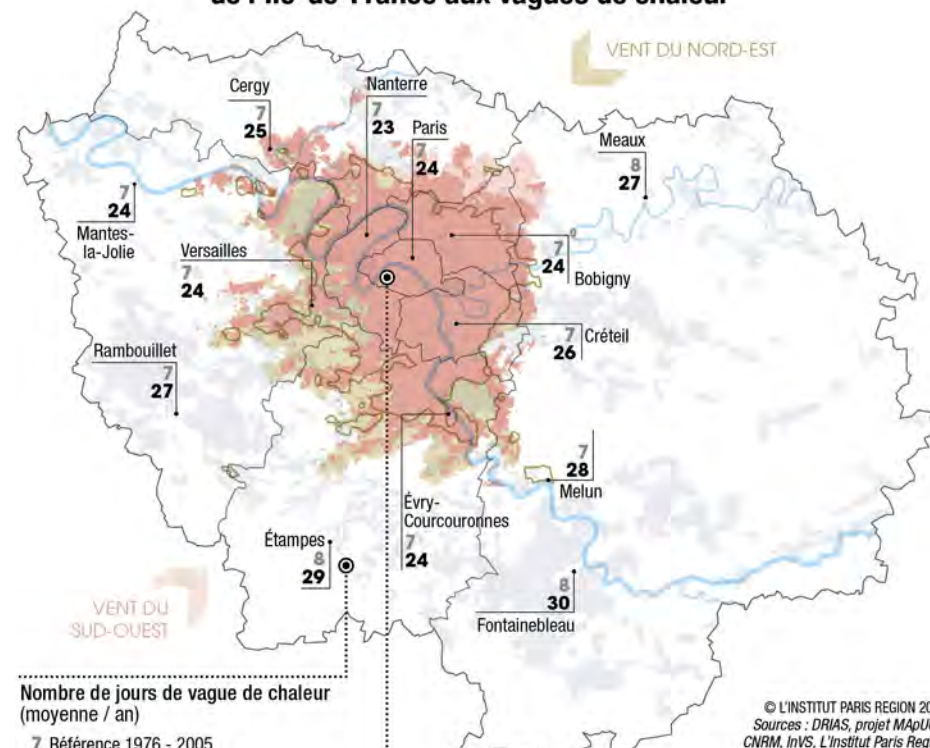 de l'Île-de-France aux vagues de chaleur
VENT DU NORD-EST
Cergy
7
25
Nanterre
7
23
Paris
7
24
Meaux
8
27
7
24
Mantes-
la-Jolie
Versailles
7
24
7
24
Bobigny
7
26
Créteil
Rambouillet
7
27
7
28
Melun
Évry-
Courcouronnes
7
24
Étampes
8
29
8
30
Fontainebleau
VENT DU
SUD-OUEST
Nombre de jours de vague de chaleur
(moyenne / an)
7 Référence 1976 - 2005
© L'INSTITUT PARIS REGION
Sources : DRIAS, projet
CNRM, InVS, L'Institut Paris